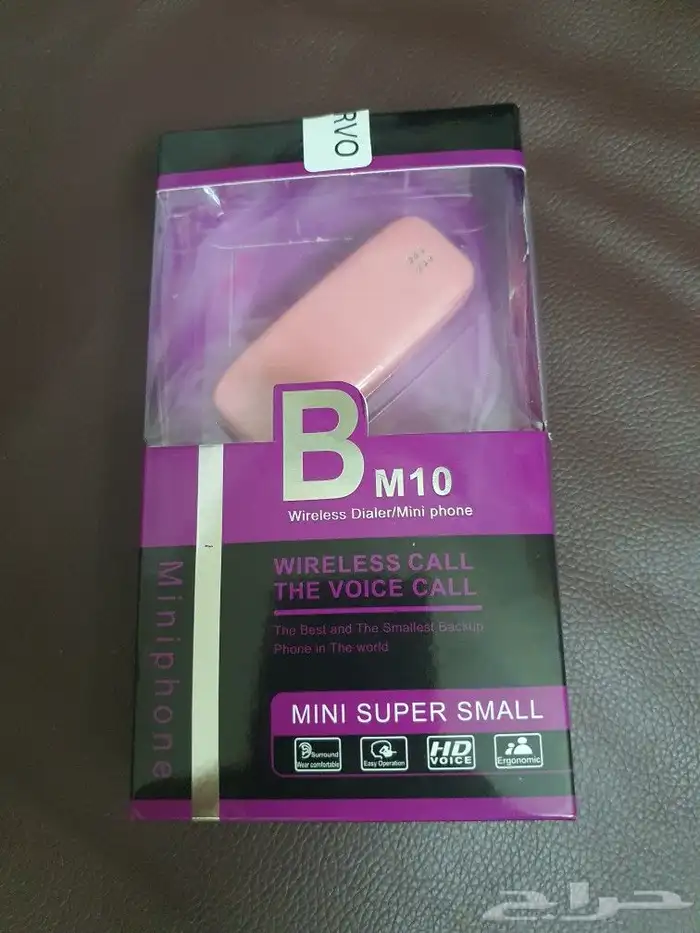 RVO
B M10
Wireless Dialer/Mini phone
WIRELESS CALL
THE VOICE CALL
The Best and The Smallest Backup
Phone in The world
Miniphone
MINI SUPER SMALL
Surround
Wear comfortable
Easy Operation
HD
VOICE
Ergonomic
حراج